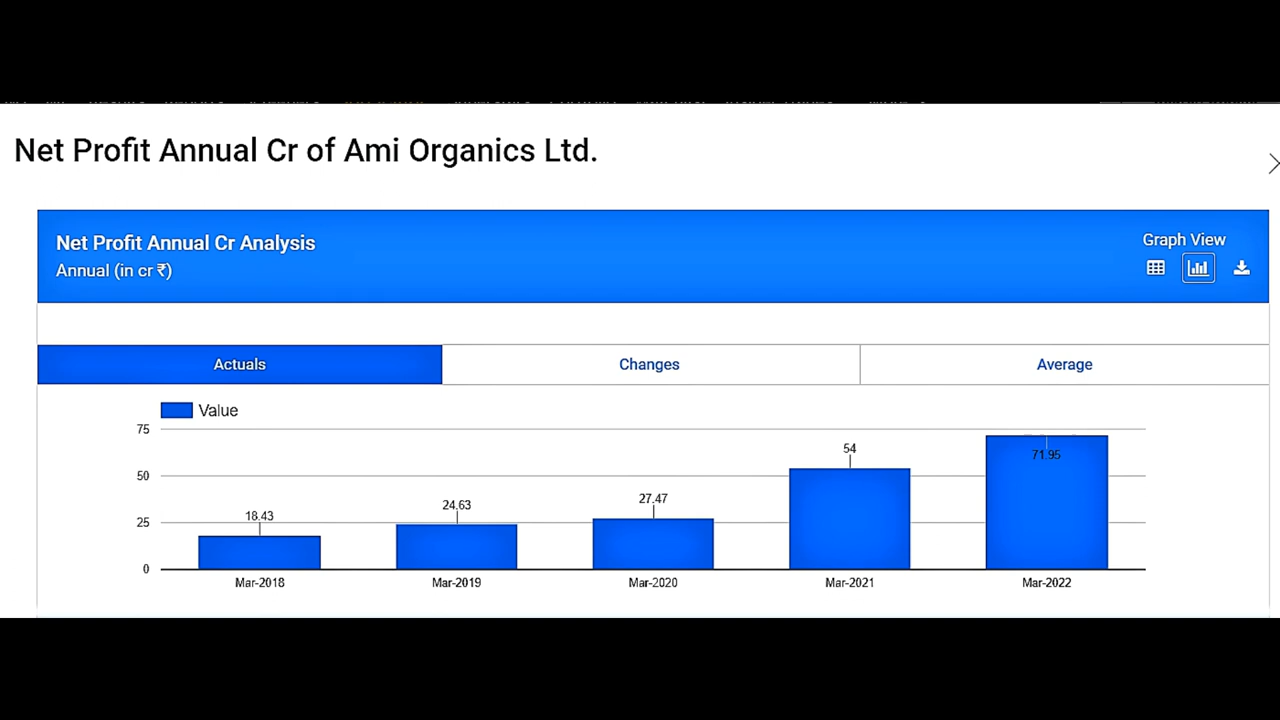 Net Profit Annual Cr of Ami Organics Ltd.
Net Profit Annual Cr Analysis
Annual (in cr ₹)
Graph View
Actuals
Changes
Average
Value
75
50
25
0
18.43
24.63
27.47
54
71.95
Mar-2018
Mar-2019
Mar-2020
Mar-2021
Mar-2022